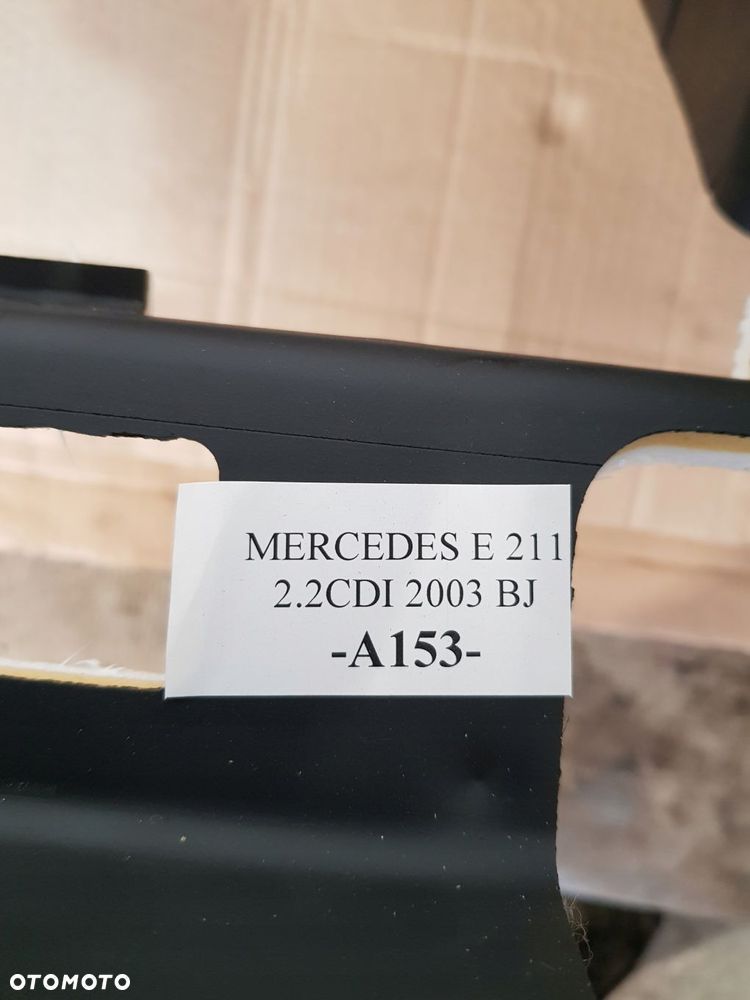 MERCEDES E 211
2.2CDI 2003 BJ
-A153-
OTOMOTO